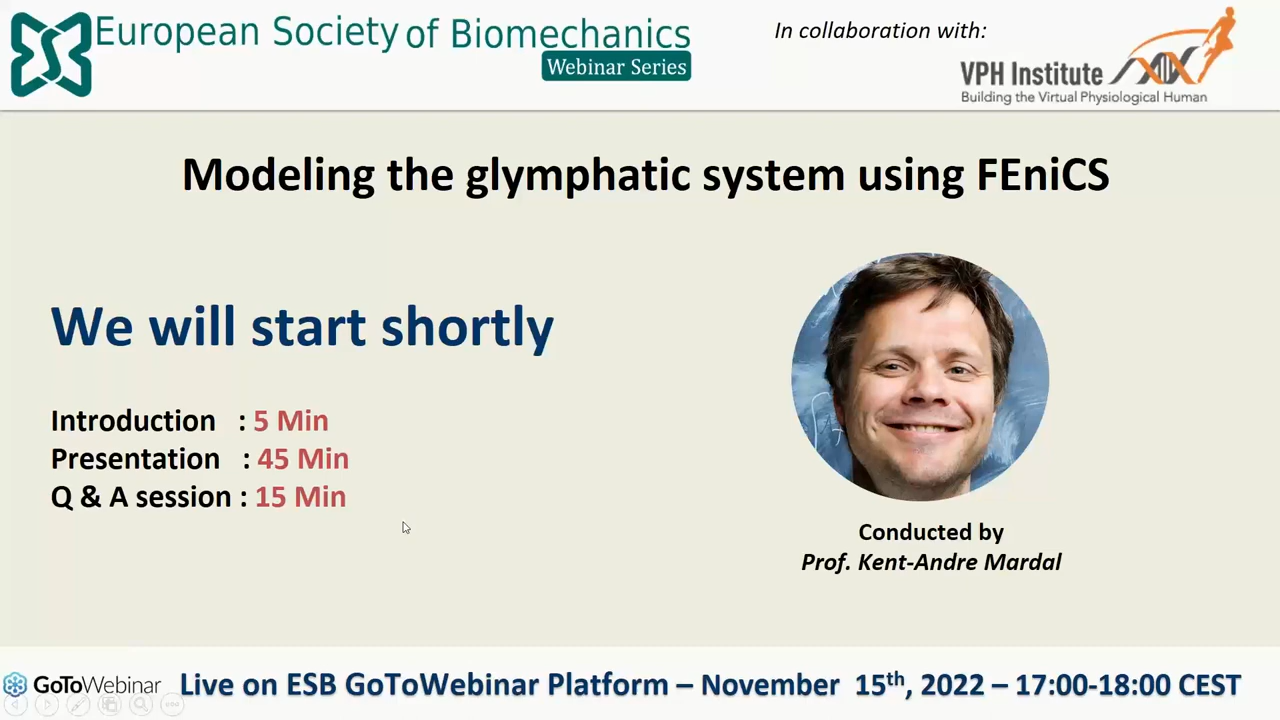 European Society of Biomechanics
Webinar Series
In collaboration with:
VPH Institute
Building the Virtual Physiological Human
Modeling the glymphatic system using FEniCS
We will start shortly
Introduction : 5 Min
Presentation : 45 Min
Q & A session : 15 Min
Conducted by
Prof. Kent-Andre Mardal
GoToWebinar
Live on ESB GoToWebinar Platform – November 15th, 2022 – 17:00-18:00 CEST